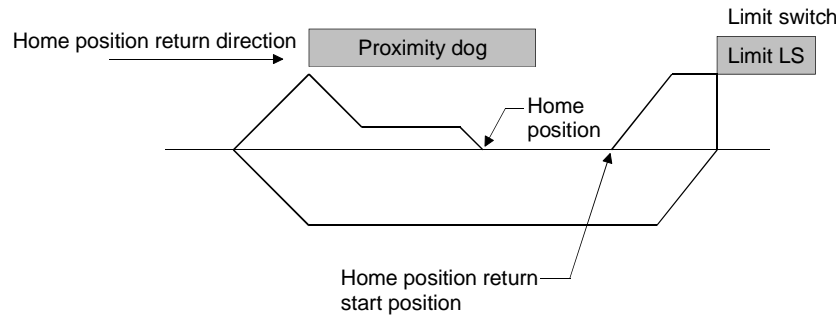 Limit switch
Home position return direction
Proximity dog
Limit LS
Home
position
Home position return
start position